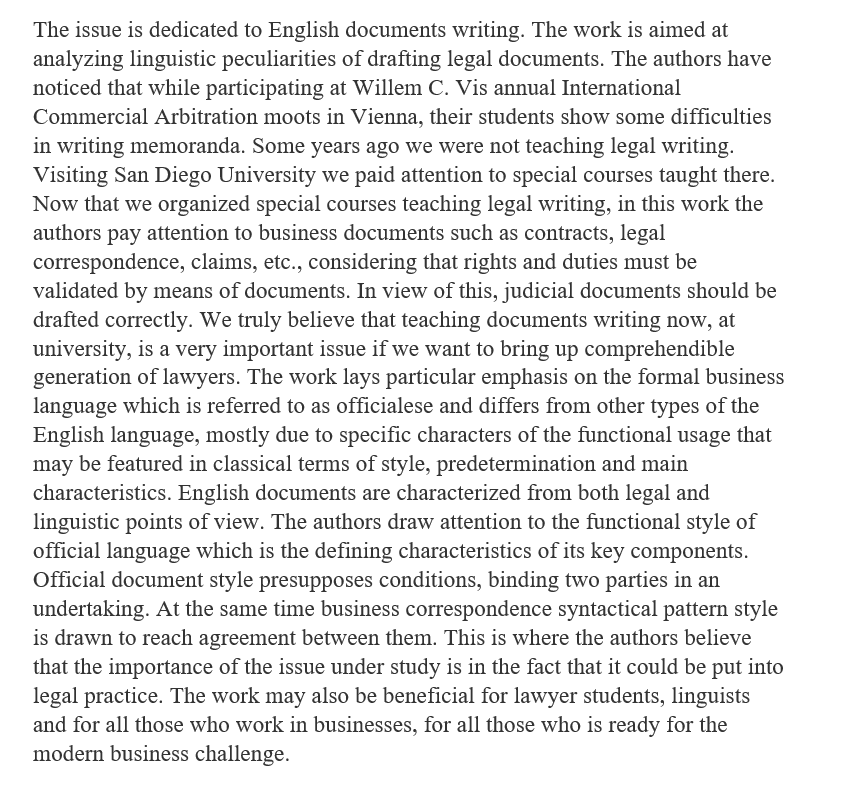 The issue is dedicated to English documents writing. The work is aimed at
analyzing linguistic peculiarities of drafting legal documents. The authors have
noticed that while participating at Willem C. Vis annual International
Commercial Arbitration moots in Vienna, their students show some difficulties
in writing memoranda. Some years ago we were not teaching legal writing.
Visiting San Diego University we paid attention to special courses taught there.
Now that we organized special courses teaching legal writing, in this work the
authors pay attention to business documents such as contracts, legal
correspondence, claims, etc., considering that rights and duties must be
validated by means of documents. In view of this, judicial documents should be
drafted correctly. We truly believe that teaching documents writing now, at
university, is a very important issue if we want to bring up comprehendible
generation of lawyers. The work lays particular emphasis on the formal business
language which is referred to as officialese and differs from other types of the
English language, mostly due to specific characters of the functional usage that
may be featured in classical terms of style, predetermination and main
characteristics. English documents are characterized from both legal and
linguistic points of view. The authors draw attention to the functional style of
official language which is the defining characteristics of its key components.
Official document style presupposes conditions, binding two parties in an
undertaking. At the same time business correspondence syntactical pattern style
is drawn to reach agreement between them. This is where the authors believe
that the importance of the issue under study is in the fact that it could be put into
legal practice. The work may also be beneficial for lawyer students, linguists
and for all those who work in businesses, for all those who is ready for the
modern business challenge.